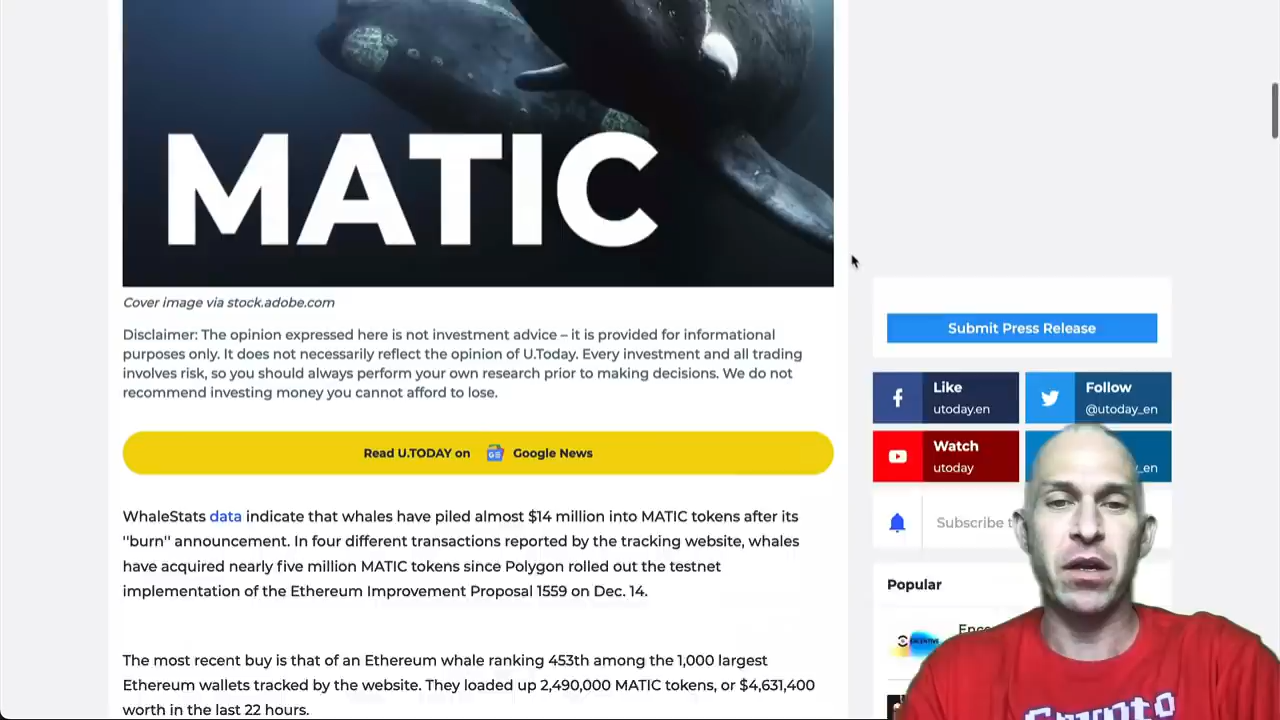 MATIC
Cover image via stock.adobe.com
Disclaimer: The opinion expressed here is not investment advice – it is provided for informational
purposes only. It does not necessarily reflect the opinion of U.Today. Every investment and all trading
involves risk, so you should always perform your own research prior to making decisions. We do not
recommend investing money you cannot afford to lose.
Read U.TODAY on Google News
WhaleStats data indicate that whales have piled almost $14 million into MATIC tokens after its
''burn'' announcement. In four different transactions reported by the tracking website, whales
have acquired nearly five million MATIC tokens since Polygon rolled out the testnet
implementation of the Ethereum Improvement Proposal 1559 on Dec. 14.
The most recent buy is that of an Ethereum whale ranking 453th among the 1,000 largest
Ethereum wallets tracked by the website. They loaded up 2,490,000 MATIC tokens, or $4,631,400
worth in the last 22 hours.
Submit Press Release
Like
utoday.en
Follow
@utoday_en
Watch
utoday
_en
Subscribe t
Popular
Crypto